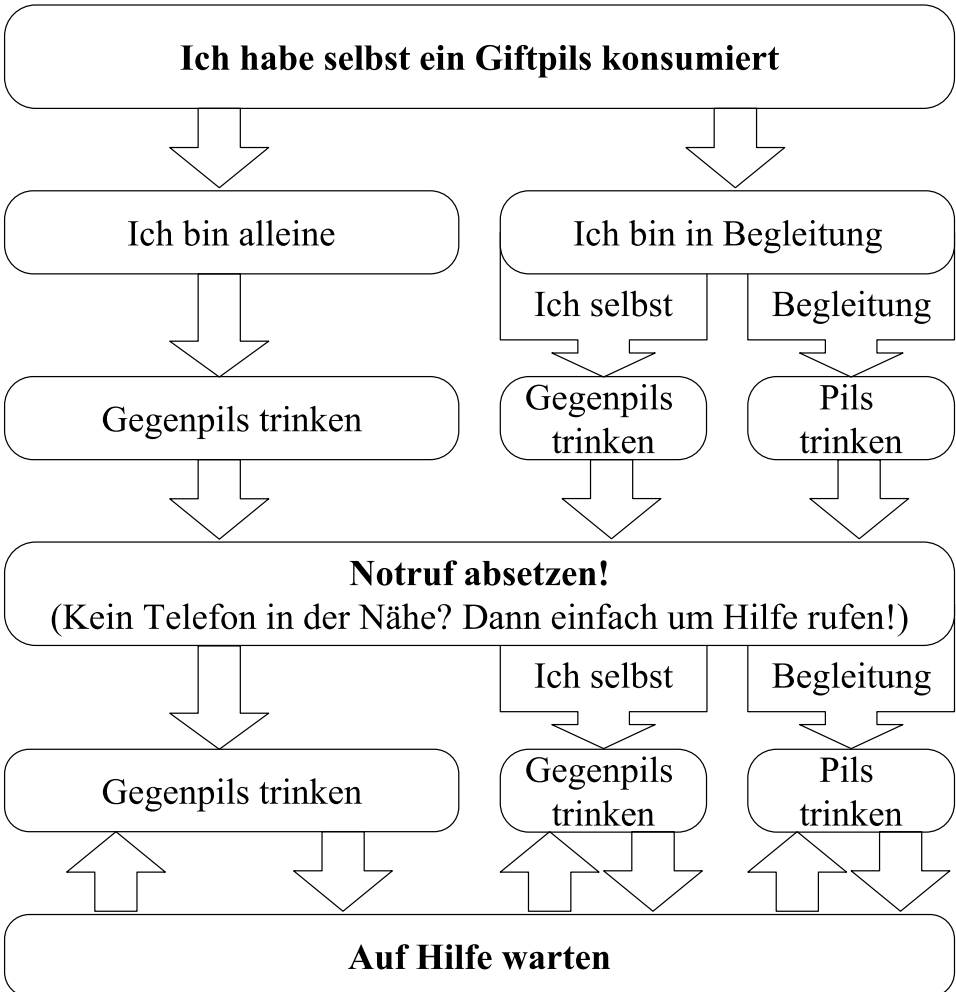 Ich habe selbst ein Giftpils konsumiert
Ich bin alleine
Ich bin in Begleitung
Ich selbst
Begleitung
Gegenpils trinken
Gegenpils
trinken
Pils
trinken
Notruf absetzen!
(Kein Telefon in der Nähe? Dann einfach um Hilfe rufen!)
Ich selbst
Begleitung
Gegenpils trinken
Gegenpils
trinken
Pils
trinken
Auf Hilfe warten